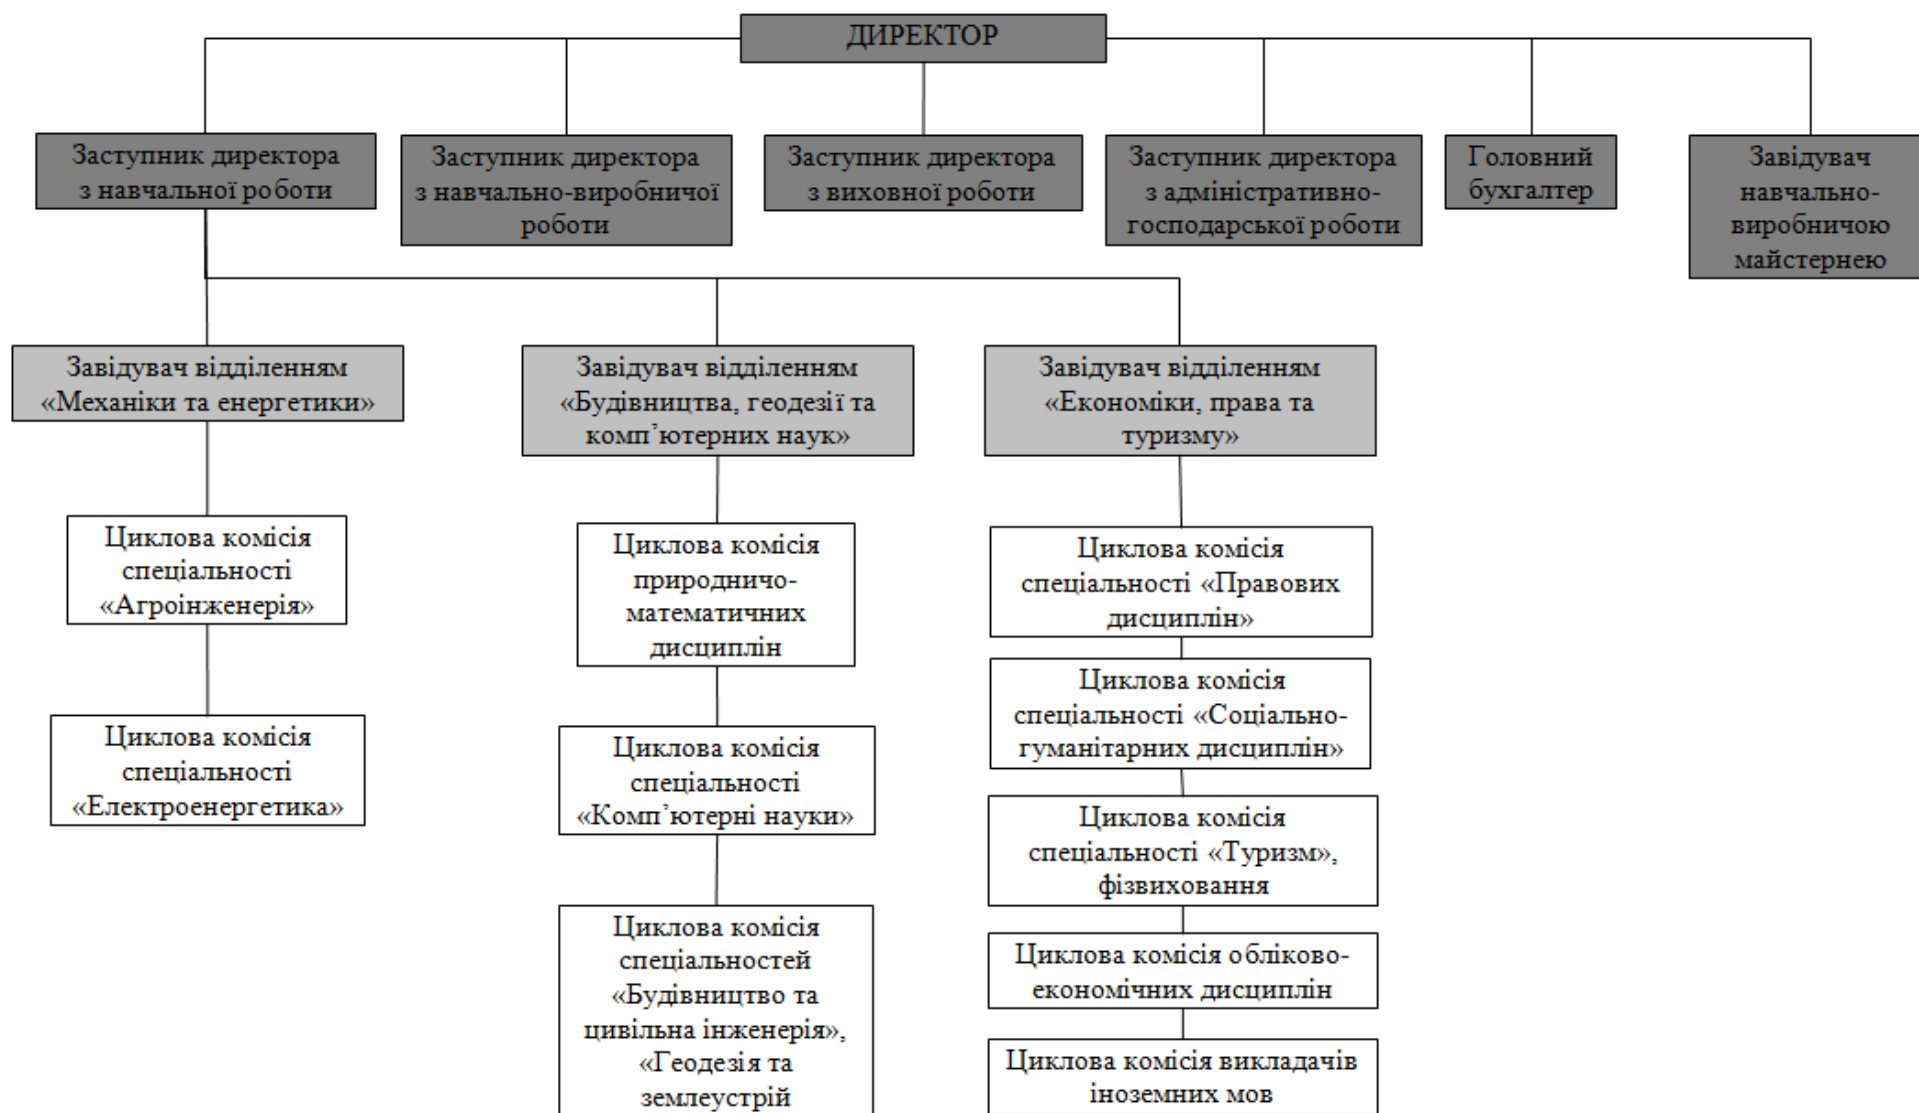 ДИРЕКТОР
Заступник директора
з навчальної роботи
Заступник директора
з навчально-виробничої
роботи
Заступник директора
з виховної роботи
Заступник директора
з адміністративно-
господарської роботи
Головний
бухгалтер
Завідувач
навчально-
виробничою
майстернею
Завідувач відділенням
«Механіки та енергетики»
Завідувач відділенням
«Будівництва, геодезії та
комп’ютерних наук»
Завідувач відділенням
«Економіки, права та
туризму»
Циклова комісія
спеціальності
«Агроінженерія»
Циклова комісія
спеціальності
«Електроенергетика»
Циклова комісія
природничо-
математичних
дисциплін
Циклова комісія
спеціальності
«Комп’ютерні науки»
Циклова комісія
спеціальностей
«Будівництво та
цивільна інженерія»,
«Геодезія та
землеустрій
Циклова комісія
спеціальності «Правових
дисциплін»
Циклова комісія
спеціальності «Соціально-
гуманітарних дисциплін»
Циклова комісія
спеціальності «Туризм»,
фізвиховання
Циклова комісія обліково-
економічних дисциплін
Циклова комісія викладачів
іноземних мов